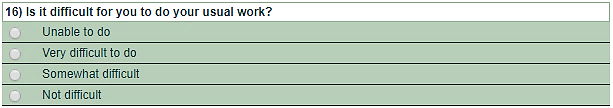 16) Is it difficult for you to do your usual work?
Unable to do
Very difficult to do
Somewhat difficult
Not difficult